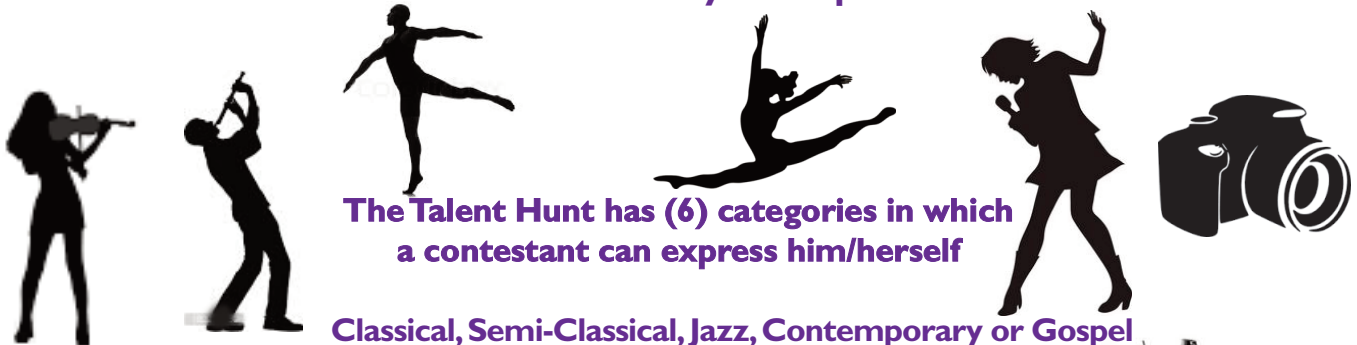 The Talent Hunt has (6) categories in which
a contestant can express him/herself
Classical, Semi-Classical, Jazz, Contemporary or Gospel